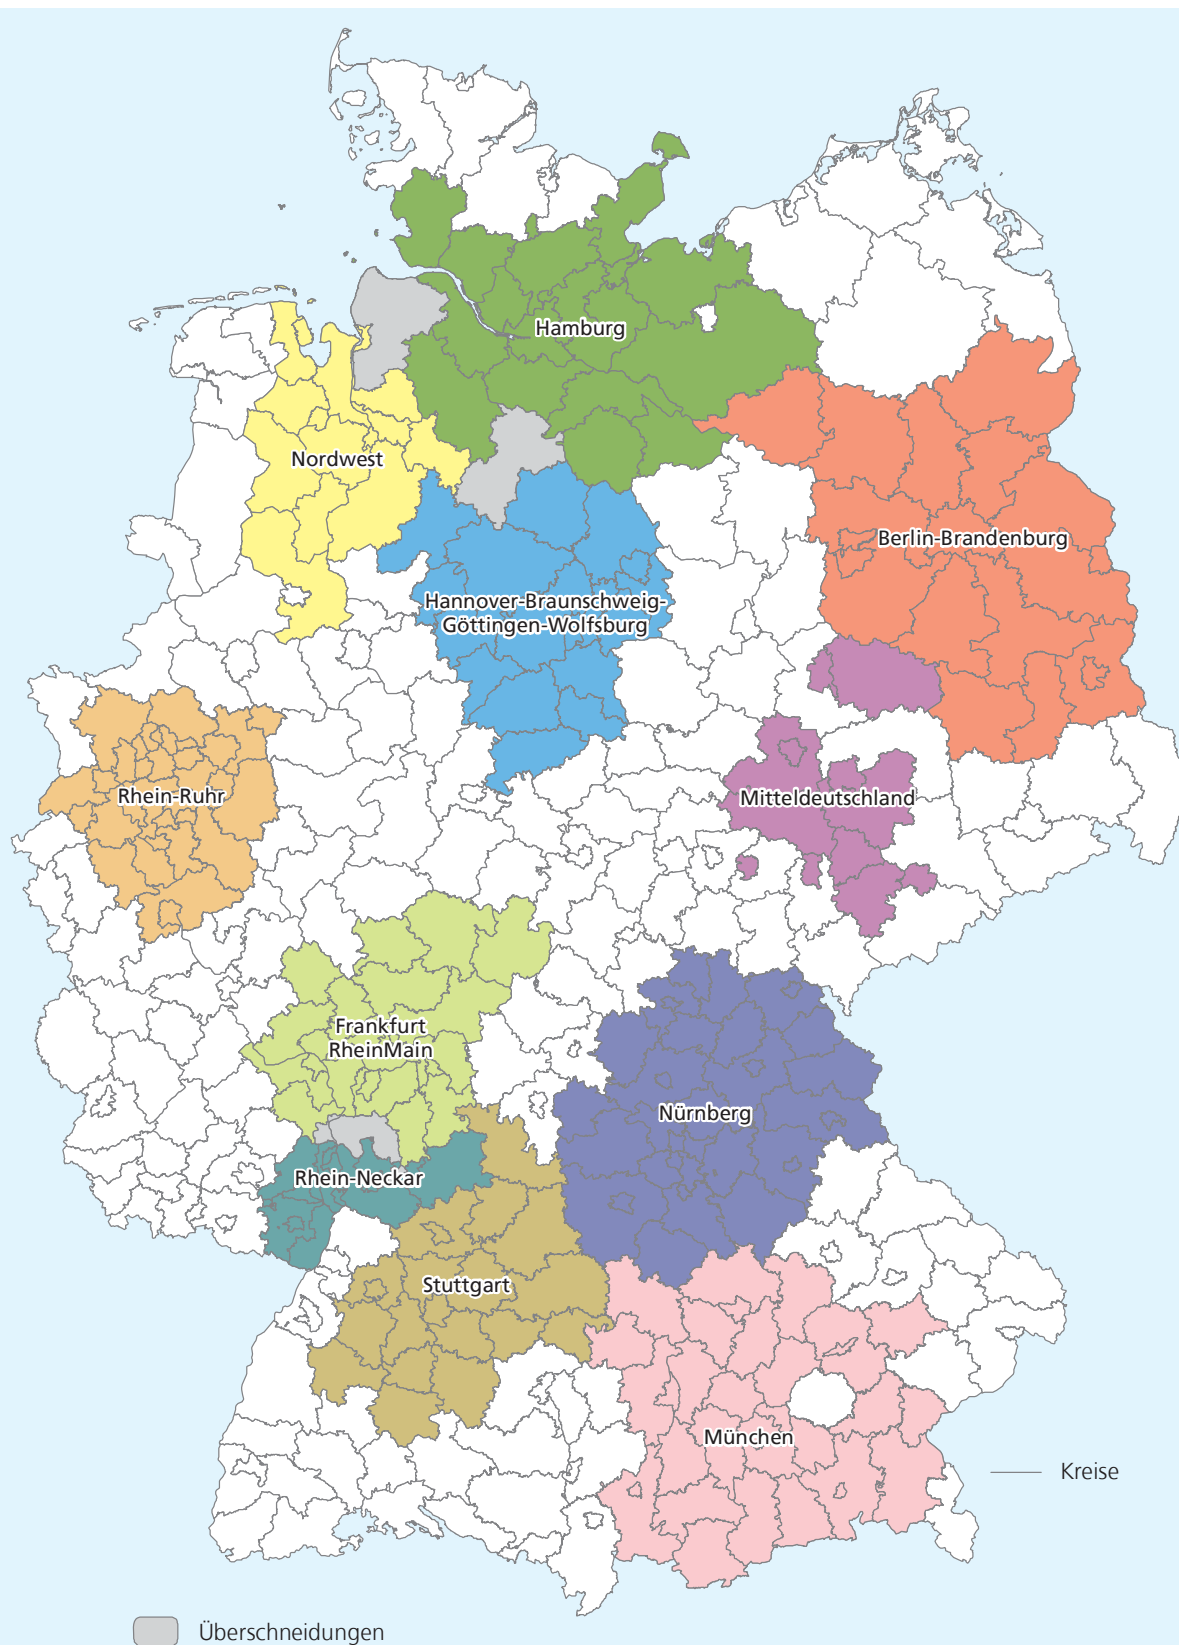 Hamburg
Nordwest
Berlin-Brandenburg
Hannover-Braunschweig-
Göttingen-Wolfsburg
Rhein-Ruhr
Mitteldeutschland
Frankfurt
RheinMain
Nürnberg
Rhein-Neckar
Stuttgart
München
Kreise
Überschneidungen